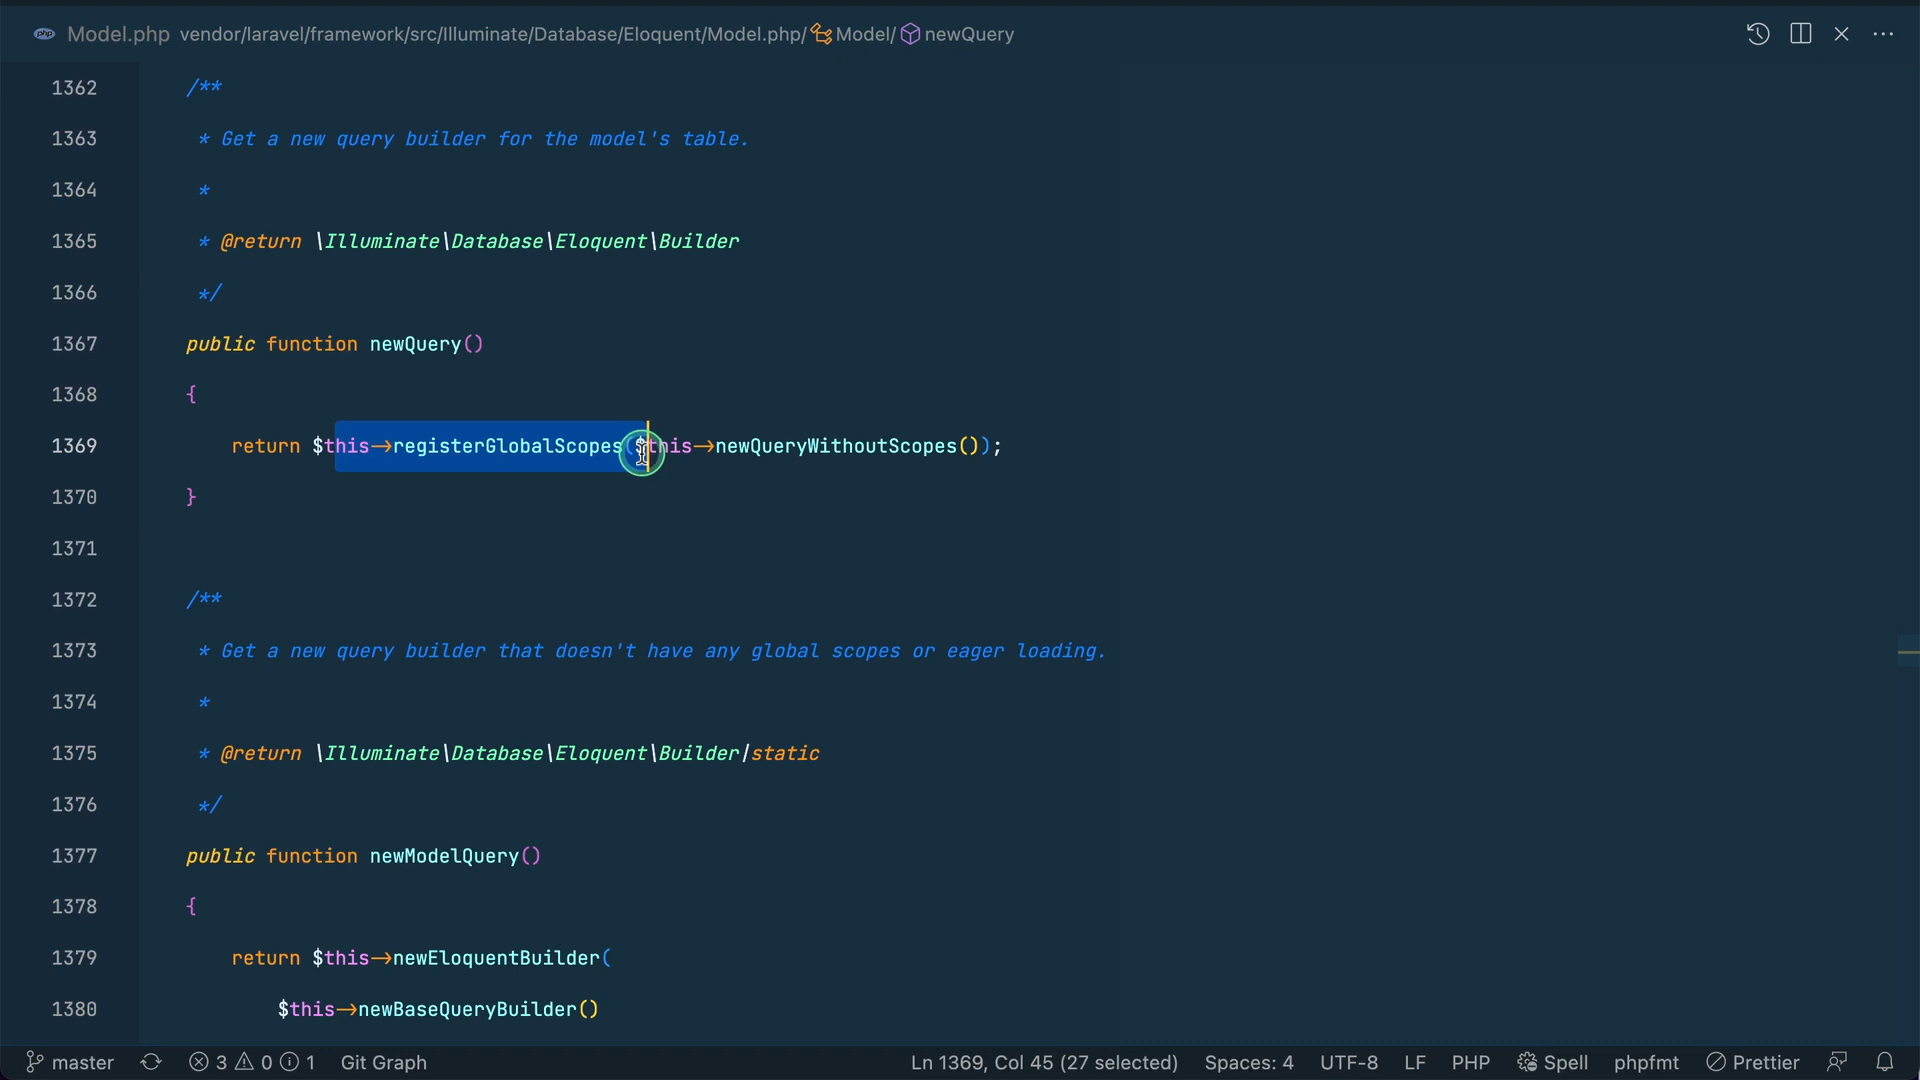 php Model.php vendor/laravel/framework/src/Illuminate/Database/Eloquent/Model.php/ Model/ newQuery
1362 /**
1363 * Get a new query builder for the model's table.
1364 *
1365 * @return \Illuminate\Database\Eloquent\Builder
1366 */
1367 public function newQuery()
1368 {
1369 return $this->registerGlobalScopes($this->newQueryWithoutScopes());
1370 }
1371
1372 /**
1373 * Get a new query builder that doesn't have any global scopes or eager loading.
1374 *
1375 * @return \Illuminate\Database\Eloquent\Builder|static
1376 */
1377 public function newModelQuery()
1378 {
1379 return $this->newEloquentBuilder(
1380 $this->newBaseQueryBuilder()
master 3 0 1 Git Graph Ln 1369, Col 45 (27 selected) Spaces: 4 UTF-8 LF PHP Spell phpfmt Prettier